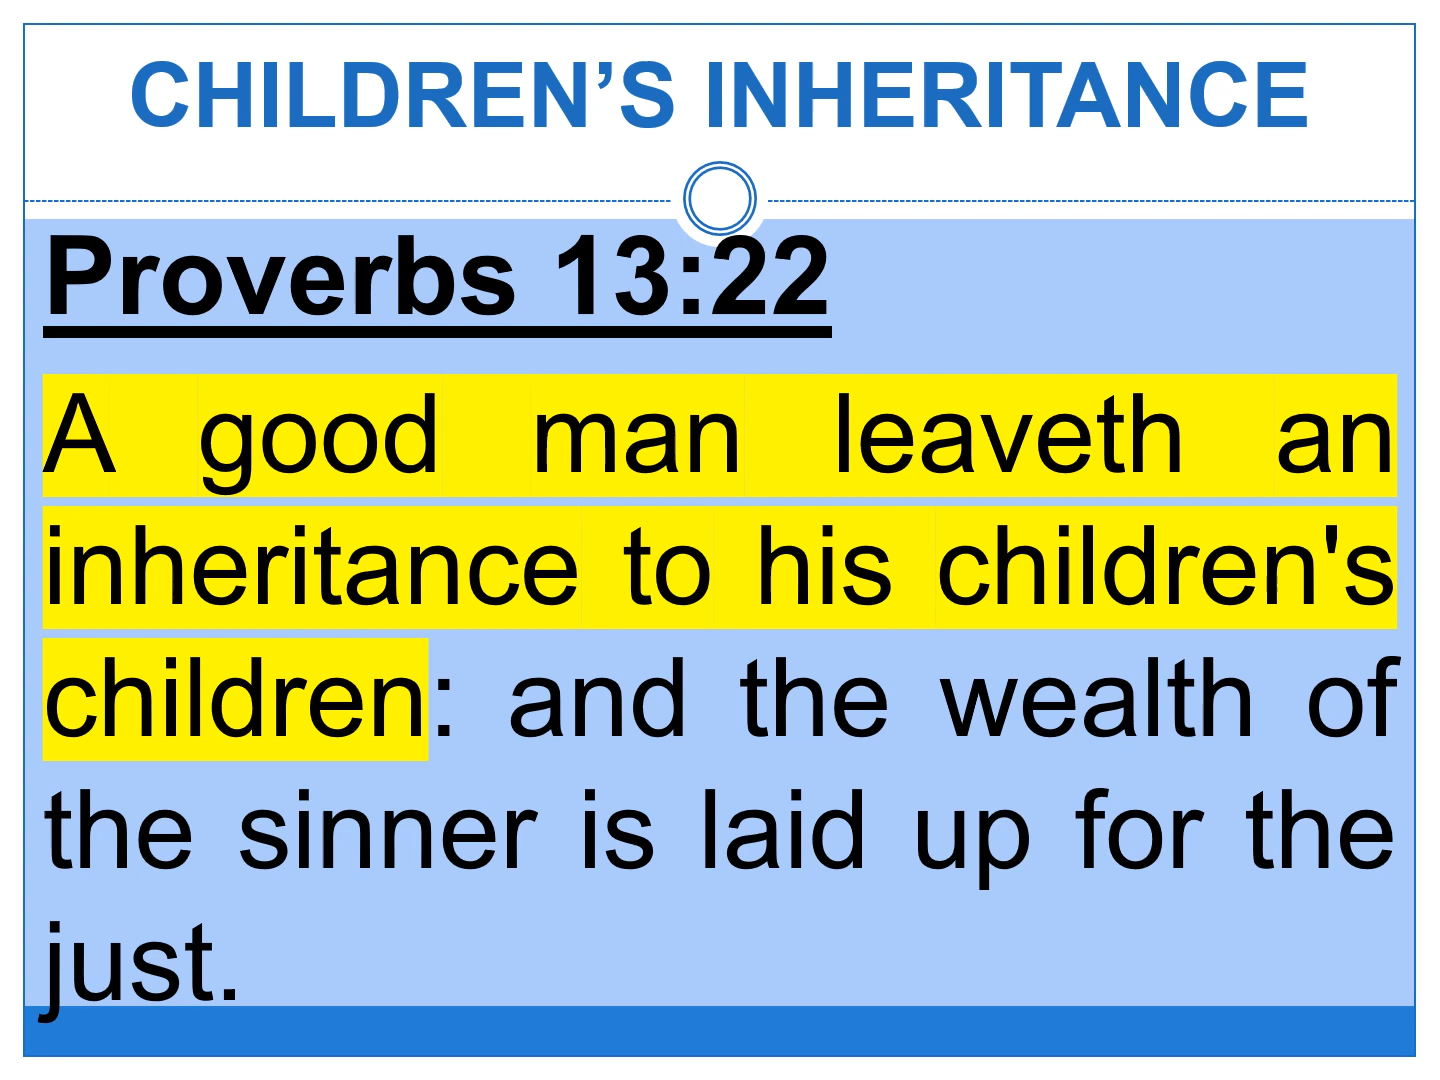 CHILDREN’S INHERITANCE
Proverbs 13:22
A good man leaveth an
inheritance to his children's
children: and the wealth of
the sinner is laid up for the
just.